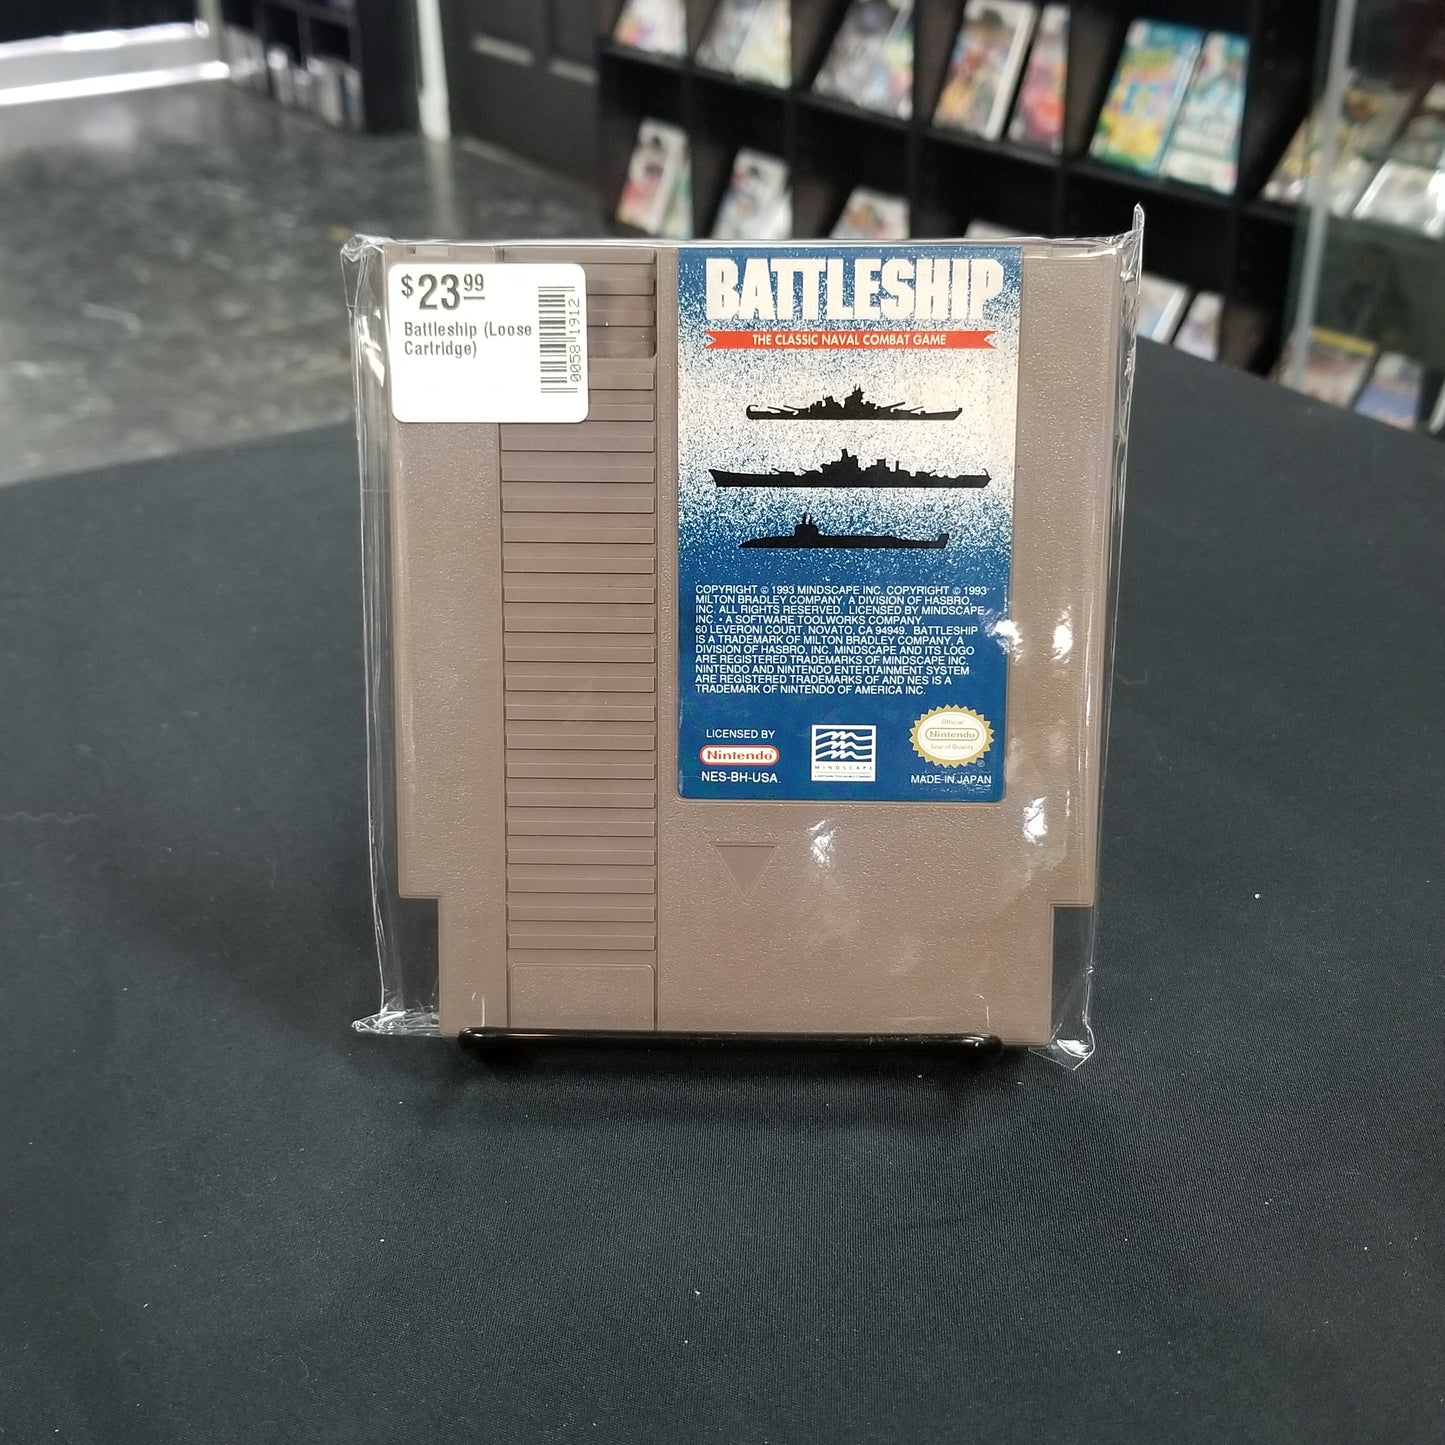 $23.99
Battleship (Loose
Cartridge)
0058 1912
BATTLESHIP
THE CLASSIC NAVAL COMBAT GAME
COPYRIGHT © 1993 MINDSCAPE INC. COPYRIGHT © 1993
MILTON BRADLEY COMPANY, A DIVISION OF HASBRO,
INC. ALL RIGHTS RESERVED. LICENSED BY MINDSCAPE
INC. • A SOFTWARE TOOLWORKS COMPANY.
60 LEVERONI COURT, NOVATO, CA 94949. BATTLESHIP
IS A TRADEMARK OF MILTON BRADLEY COMPANY, A
DIVISION OF HASBRO, INC. MINDSCAPE AND ITS LOGO
ARE REGISTERED TRADEMARKS OF MINDSCAPE INC.
NINTENDO AND NINTENDO ENTERTAINMENT SYSTEM
ARE REGISTERED TRADEMARKS OF AND NES IS A
TRADEMARK OF NINTENDO OF AMERICA INC.
LICENSED BY
Nintendo
NES-BH-USA
MINDSCAPE
Official
Nintendo
Seal of Quality
®
MADE IN JAPAN